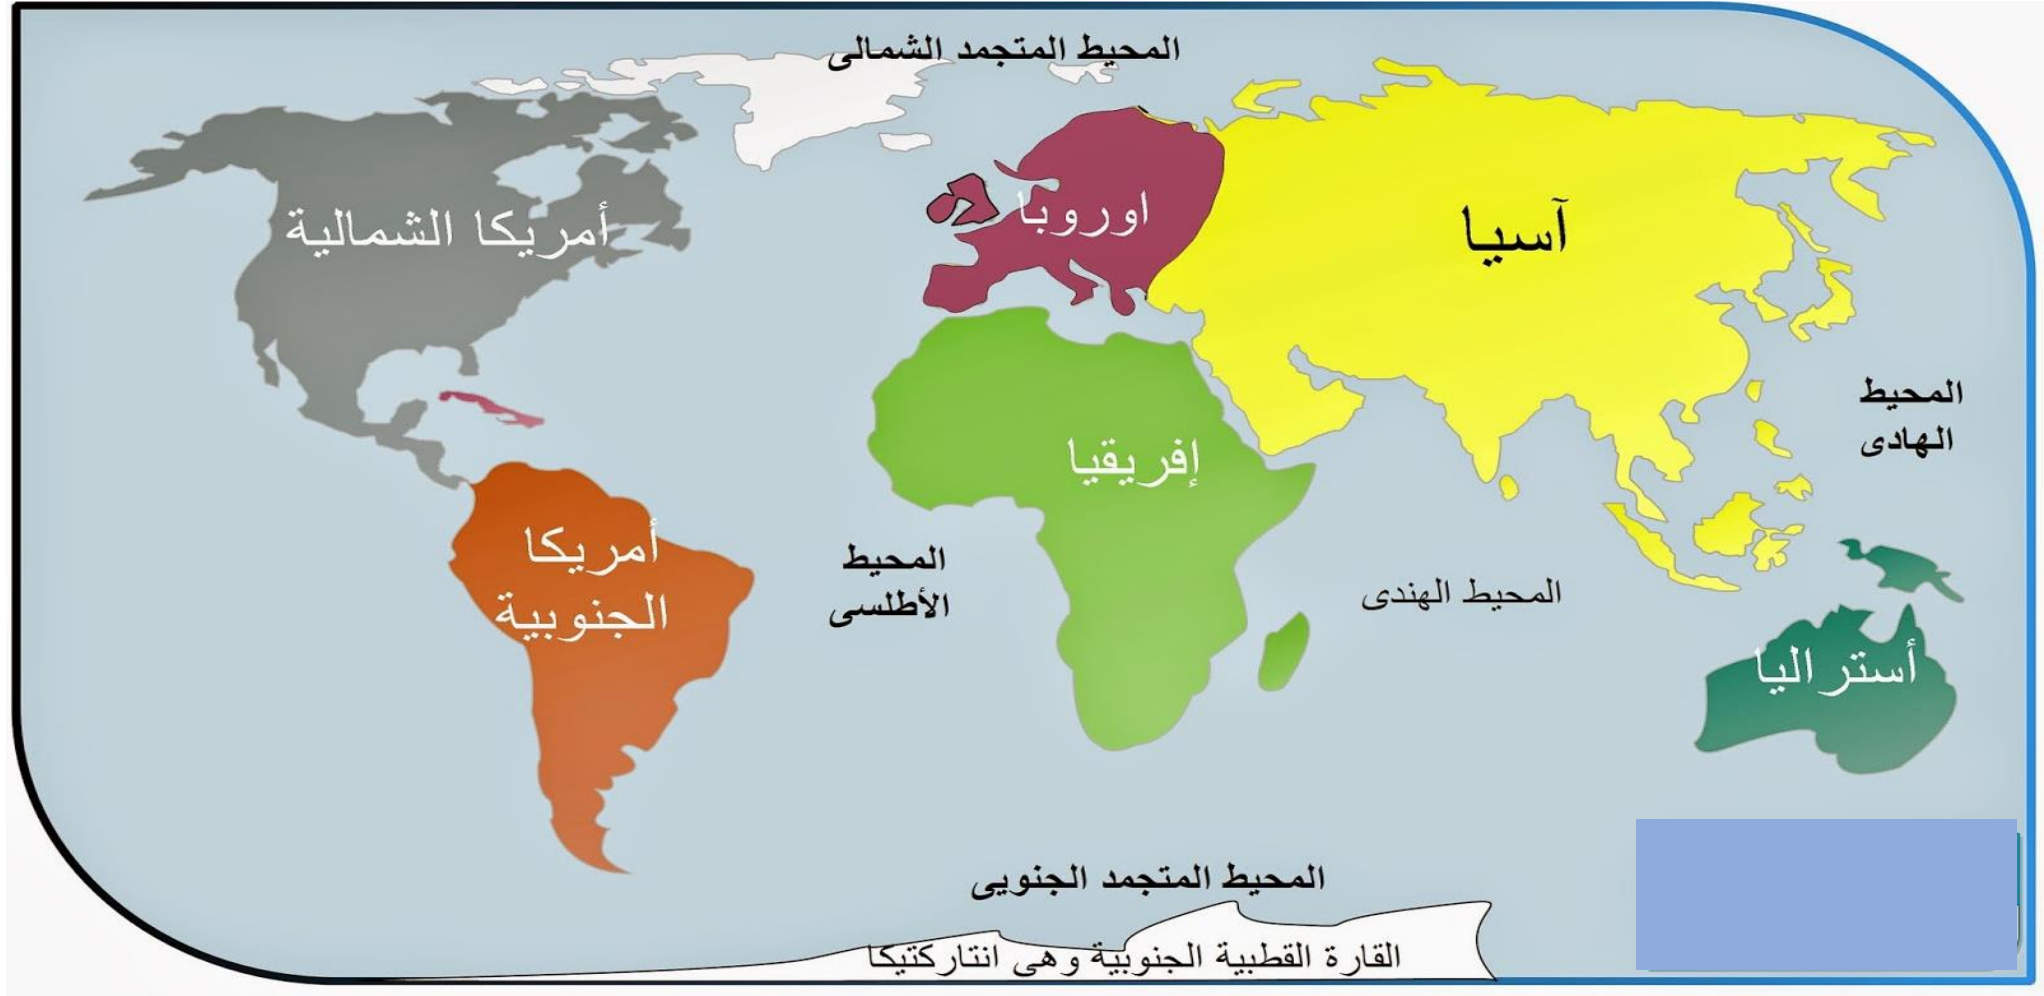 المحيط المتجمد الشمالى
أمريكا الشمالية
اوروبا
آسيا
المحيط
الهادى
إفريقيا
أمريكا
الجنوبية
المحيط
الأطلسى
المحيط الهندى
أستراليا
المحيط المتجمد الجنوبى
القارة القطبية الجنوبية وهى انتاركتيكا